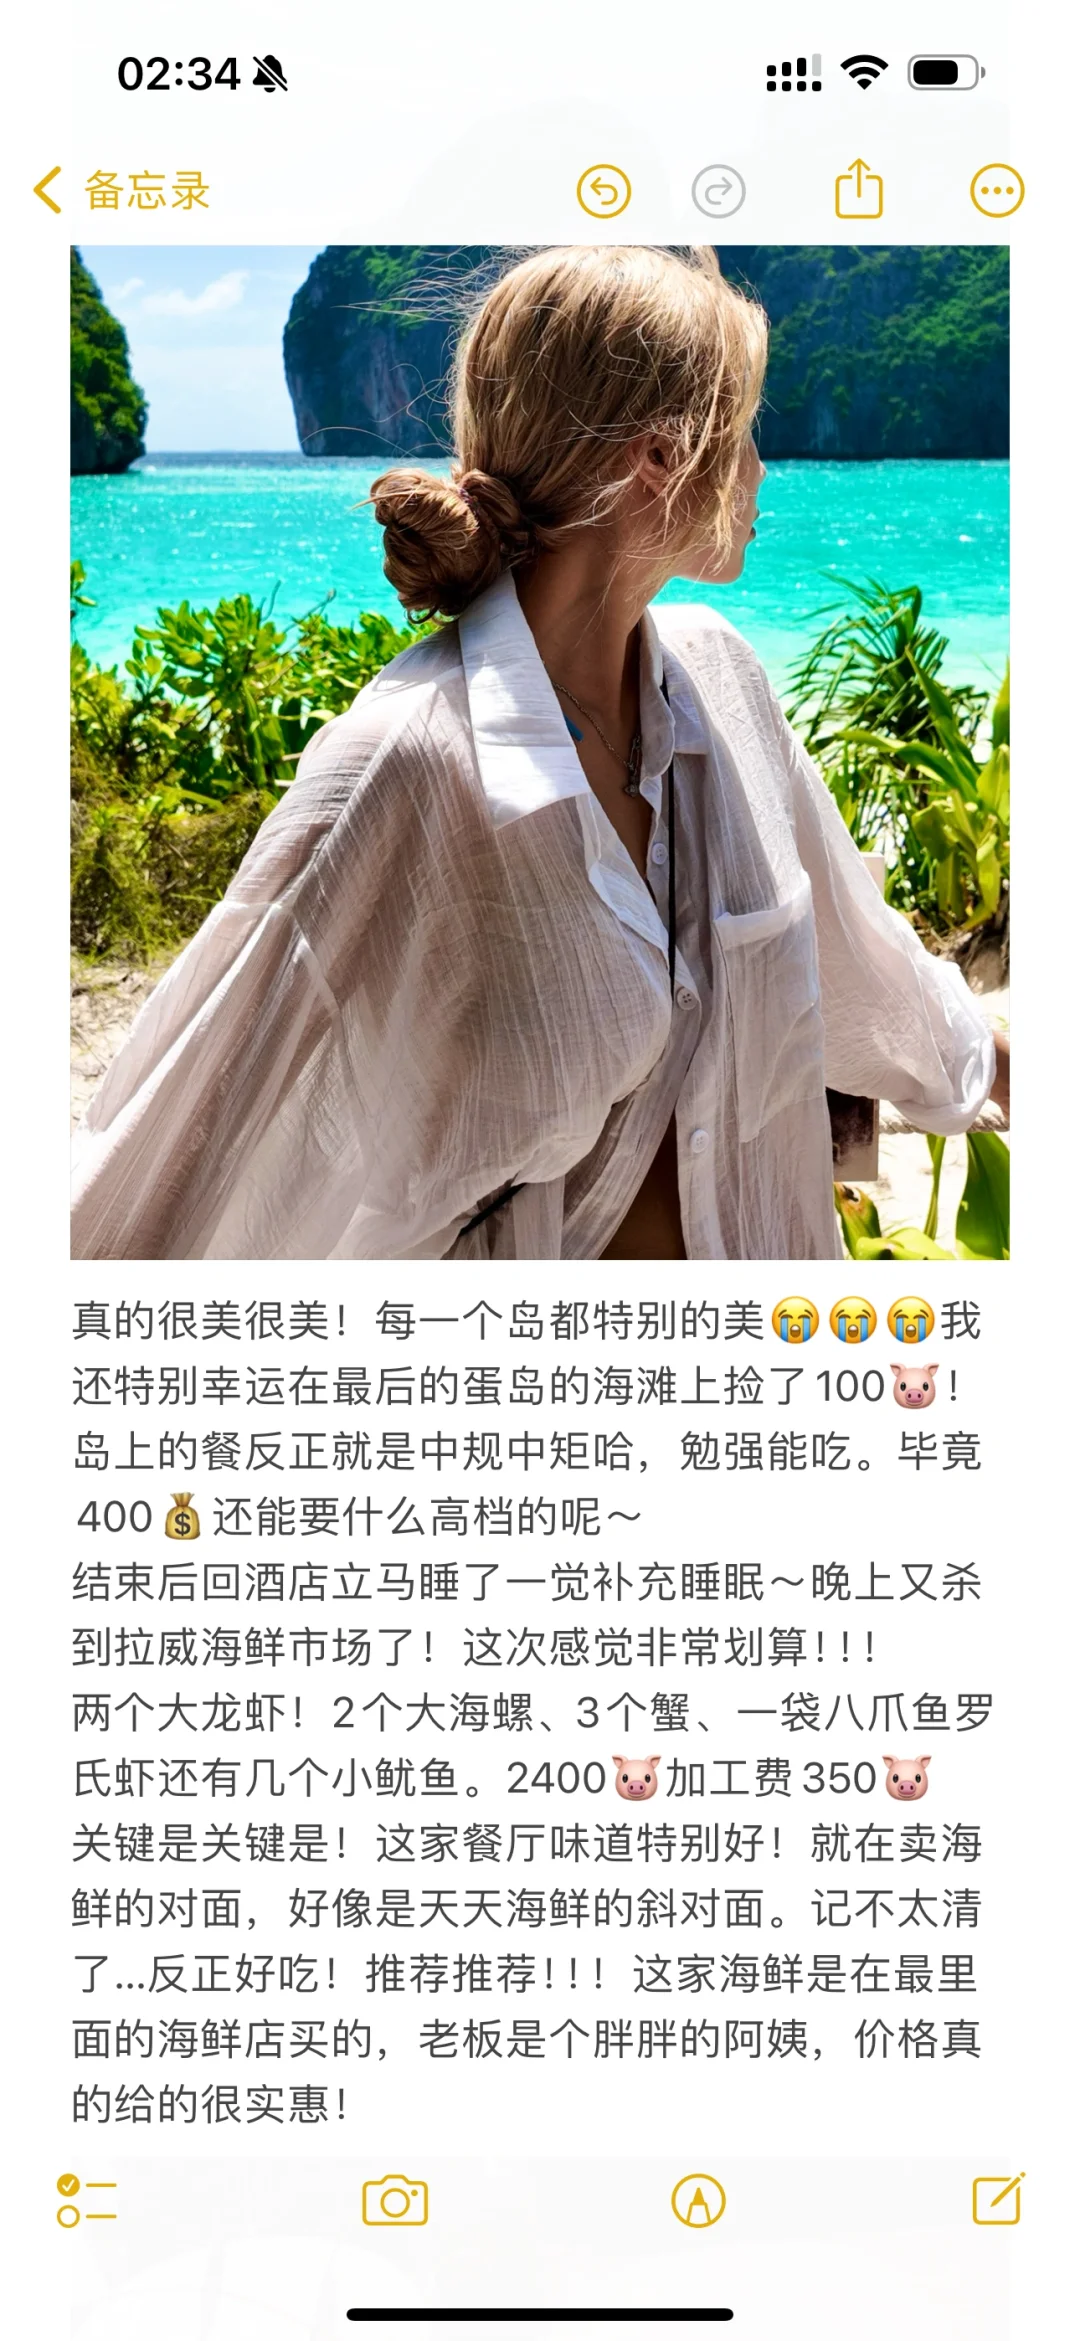 02:34
备忘录
真的很美很美！每一个岛都特别的美😭😭😭我
还特别幸运在最后的蛋岛的海滩上捡了100🐷！
岛上的餐反正就是中规中矩哈，勉强能吃。毕竟
400💰还能要什么高档的呢～
结束后回酒店立马睡了一觉补充睡眠～晚上又杀
到拉威海鲜市场了！这次感觉非常划算！！！
两个大龙虾！2个大海螺、3个蟹、一袋八爪鱼罗
氏虾还有几个小鱿鱼。2400🐷加工费350🐷
关键是关键是！这家餐厅味道特别好！就在卖海
鲜的对面，好像是天天海鲜的斜对面。记不太清
了...反正好吃！推荐推荐！！！这家海鲜是在最里
面的海鲜店买的，老板是个胖胖的阿姨，价格真
的给的很实惠！